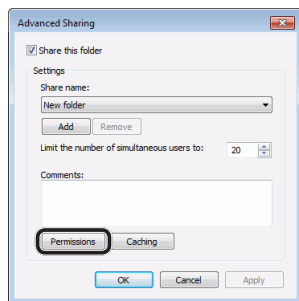 Advanced Sharing
Share this folder
Settings
Share name:
New folder
Add Remove
Limit the number of simultaneous users to: 20
Comments:
Permissions Caching
OK Cancel Apply